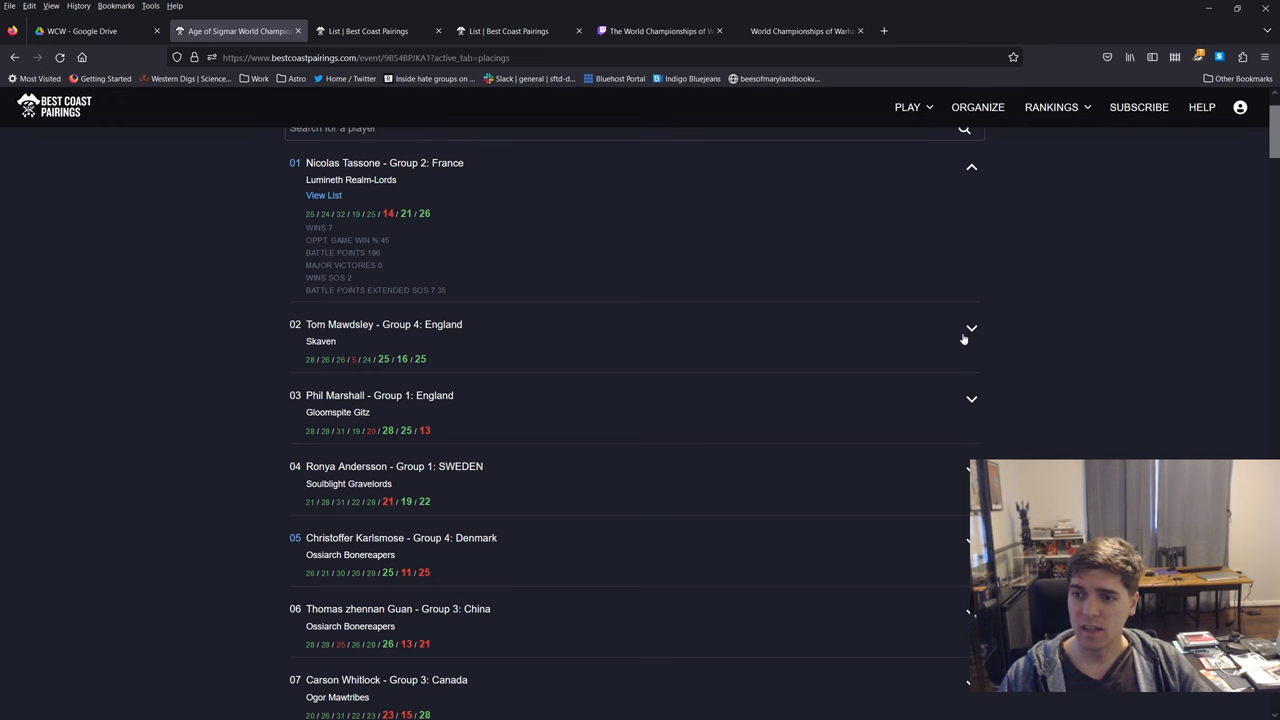 File Edit View History Bookmarks Tools Help
WCW - Google Drive
Age of Sigmar World Champio
List | Best Coast Pairings
List | Best Coast Pairings
The World Championships of W
World Championships of Warha
https://www.bestcoastpairings.com/event/9B54BPJKA1?active_tab=placings
Most Visited
Getting Started
Western Digs | Science...
Work
Astro
Home / Twitter
Inside hate groups on ...
Slack | general | sftd-d...
Bluehost Portal
Indigo Bluejeans
beesofmarylandbookv...
Other Bookmarks
BEST COAST
PAIRINGS
PLAY ORGANIZE RANKINGS SUBSCRIBE HELP
Search for a player
01 Nicolas Tassone - Group 2: France
Lumineth Realm-Lords
View List
25 / 24 / 32 / 19 / 25 / 14 / 21 / 26
WINS 7
OPPT. GAME WIN % 45
BATTLE POINTS 186
MAJOR VICTORIES 0
WINS SOS 2
BATTLE POINTS EXTENDED SOS 7.35
02 Tom Mawdsley - Group 4: England
Skaven
28 / 26 / 26 / 5 / 24 / 25 / 16 / 25
03 Phil Marshall - Group 1: England
Gloomspite Gitz
28 / 28 / 31 / 19 / 20 / 28 / 25 / 13
04 Ronya Andersson - Group 1: SWEDEN
Soulblight Gravelords
21 / 28 / 31 / 22 / 28 / 21 / 19 / 22
05 Christoffer Karlsmose - Group 4: Denmark
Ossiarch Bonereapers
26 / 21 / 30 / 20 / 28 / 25 / 11 / 25
06 Thomas zhennan Guan - Group 3: China
Ossiarch Bonereapers
28 / 28 / 25 / 26 / 28 / 26 / 13 / 21
07 Carson Whitlock - Group 3: Canada
Ogor Mawtribes
20 / 26 / 31 / 22 / 23 / 23 / 15 / 28